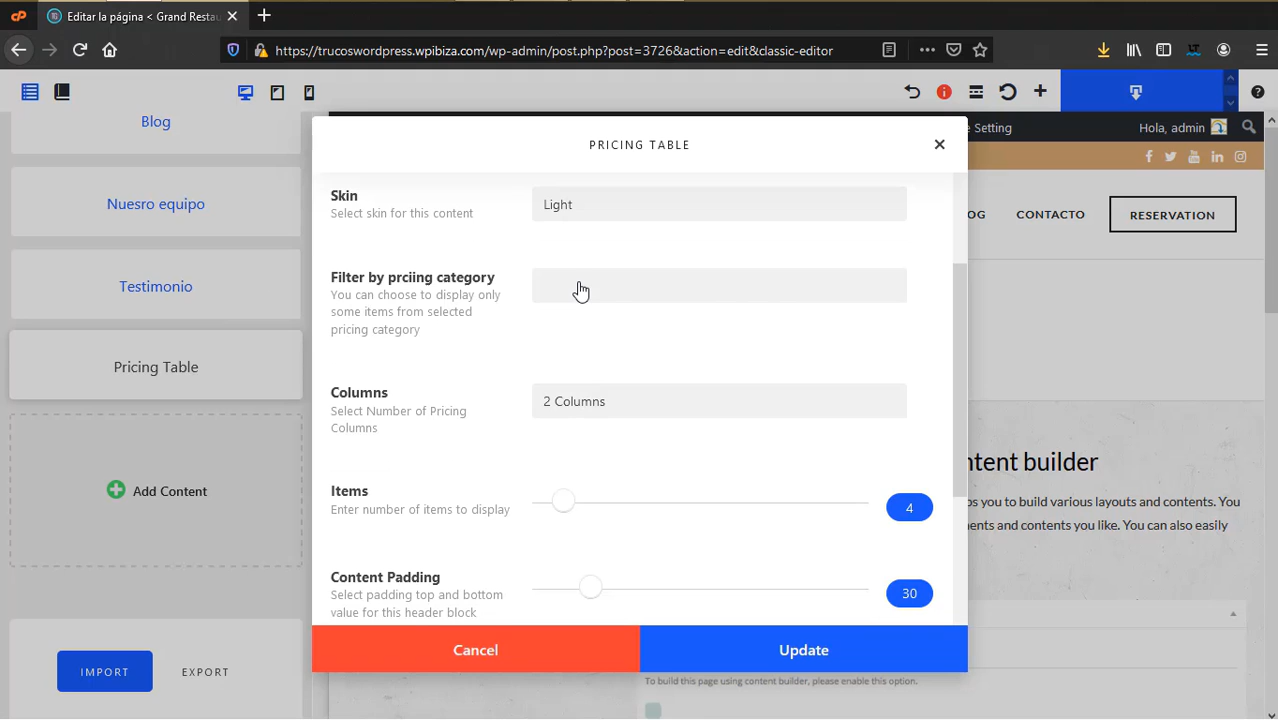 Editar la página < Grand Restau
https://trucoswordpress.wpibiza.com/wp-admin/post.php?post=3726&action=edit&classic-editor
Blog
Nuesro equipo
Testimonio
Pricing Table
Add Content
IMPORT
EXPORT
PRICING TABLE
Skin
Select skin for this content
Light
Filter by prciing category
You can choose to display only
some items from selected
pricing category
Columns
Select Number of Pricing
Columns
2 Columns
Items
Enter number of items to display
4
Content Padding
Select padding top and bottom
value for this header block
30
Cancel
Update
Setting
Hola, admin
OG
CONTACTO
RESERVATION
ntent builder
ps you to build various layouts and contents. You
ments and contents you like. You can also easily
To build this page using content builder, please enable this option.